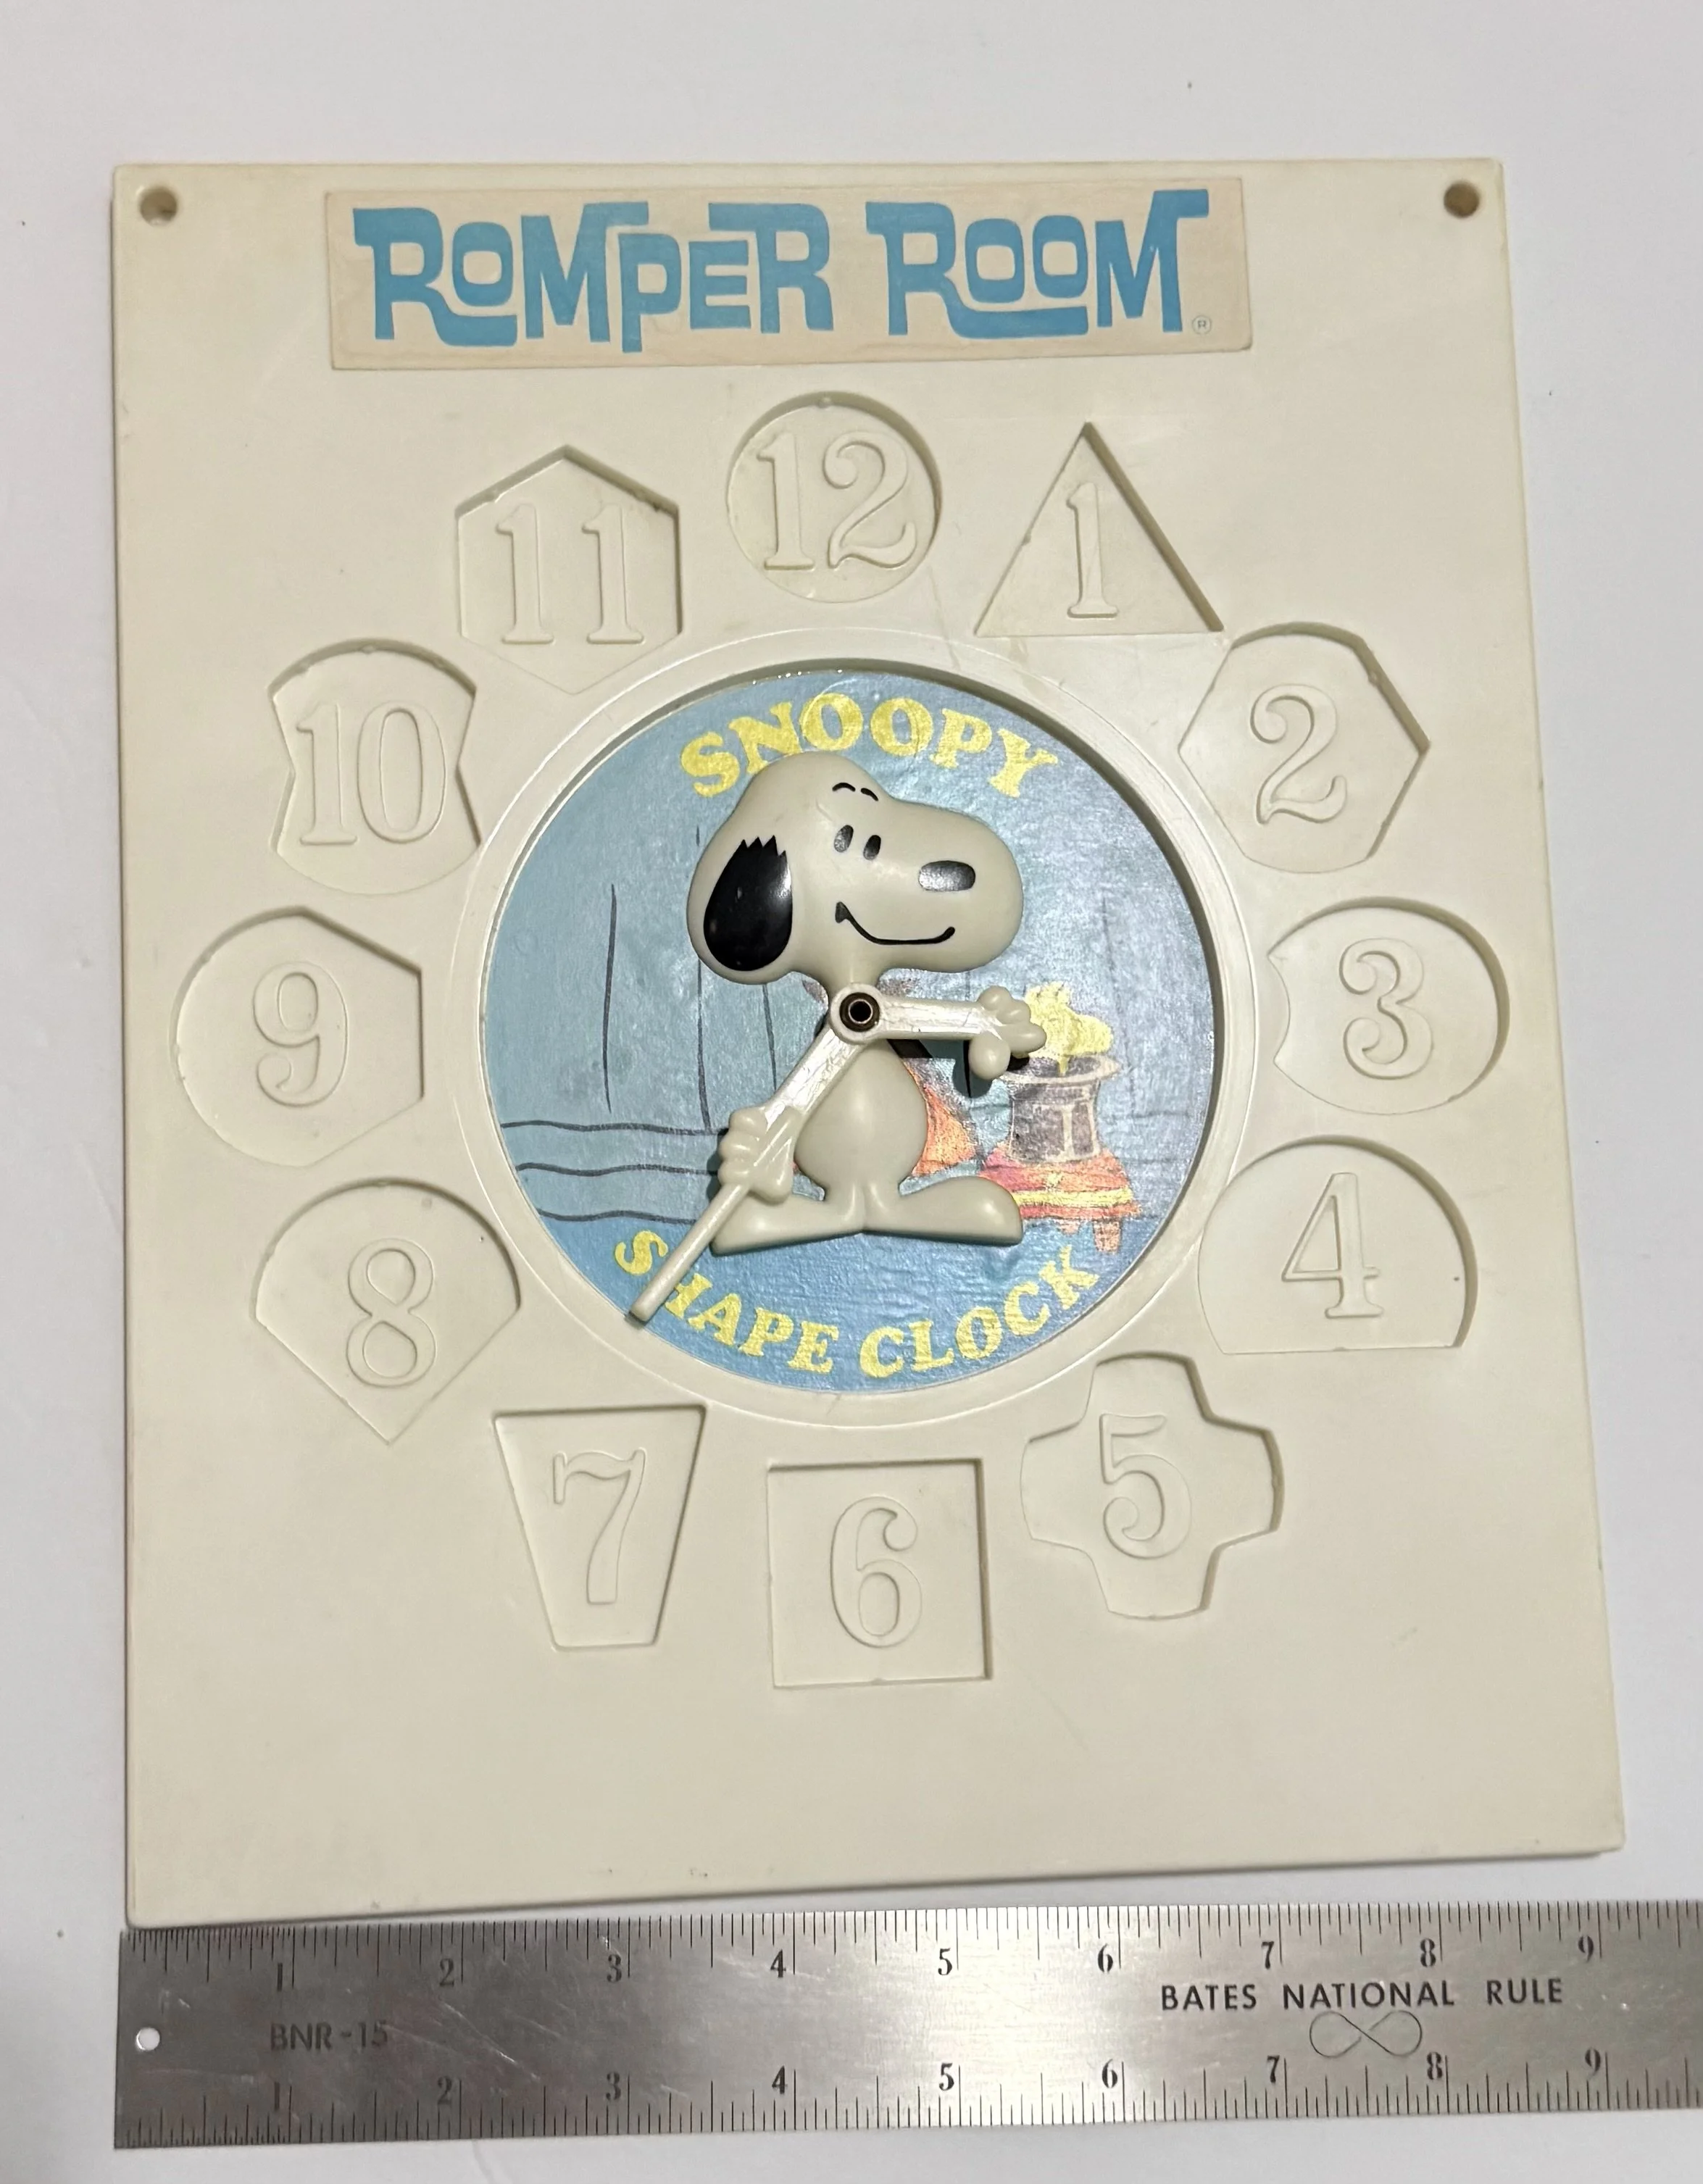 ROMPER ROOM®
12
11
1
10
2
SNOOPY
9
3
8
4
SHAPE CLOCK
7
5
6
1 2 3 4 5 6 7 8 9
BATES NATIONAL RULE
BNR-15
1 2 3 4 5 6 7 8 9